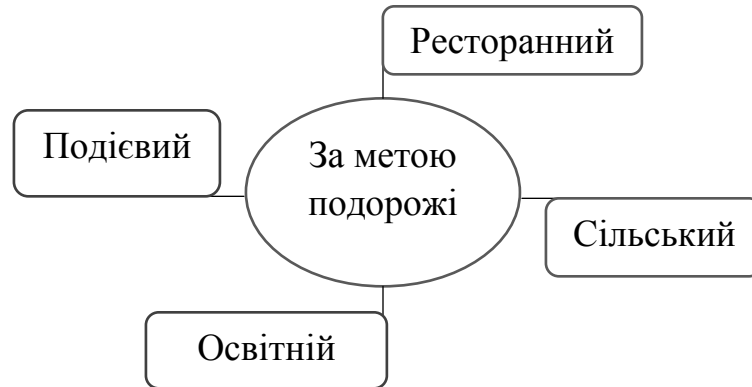 Ресторанний
Подієвий
За метою
подорожі
Сільський
Освітній